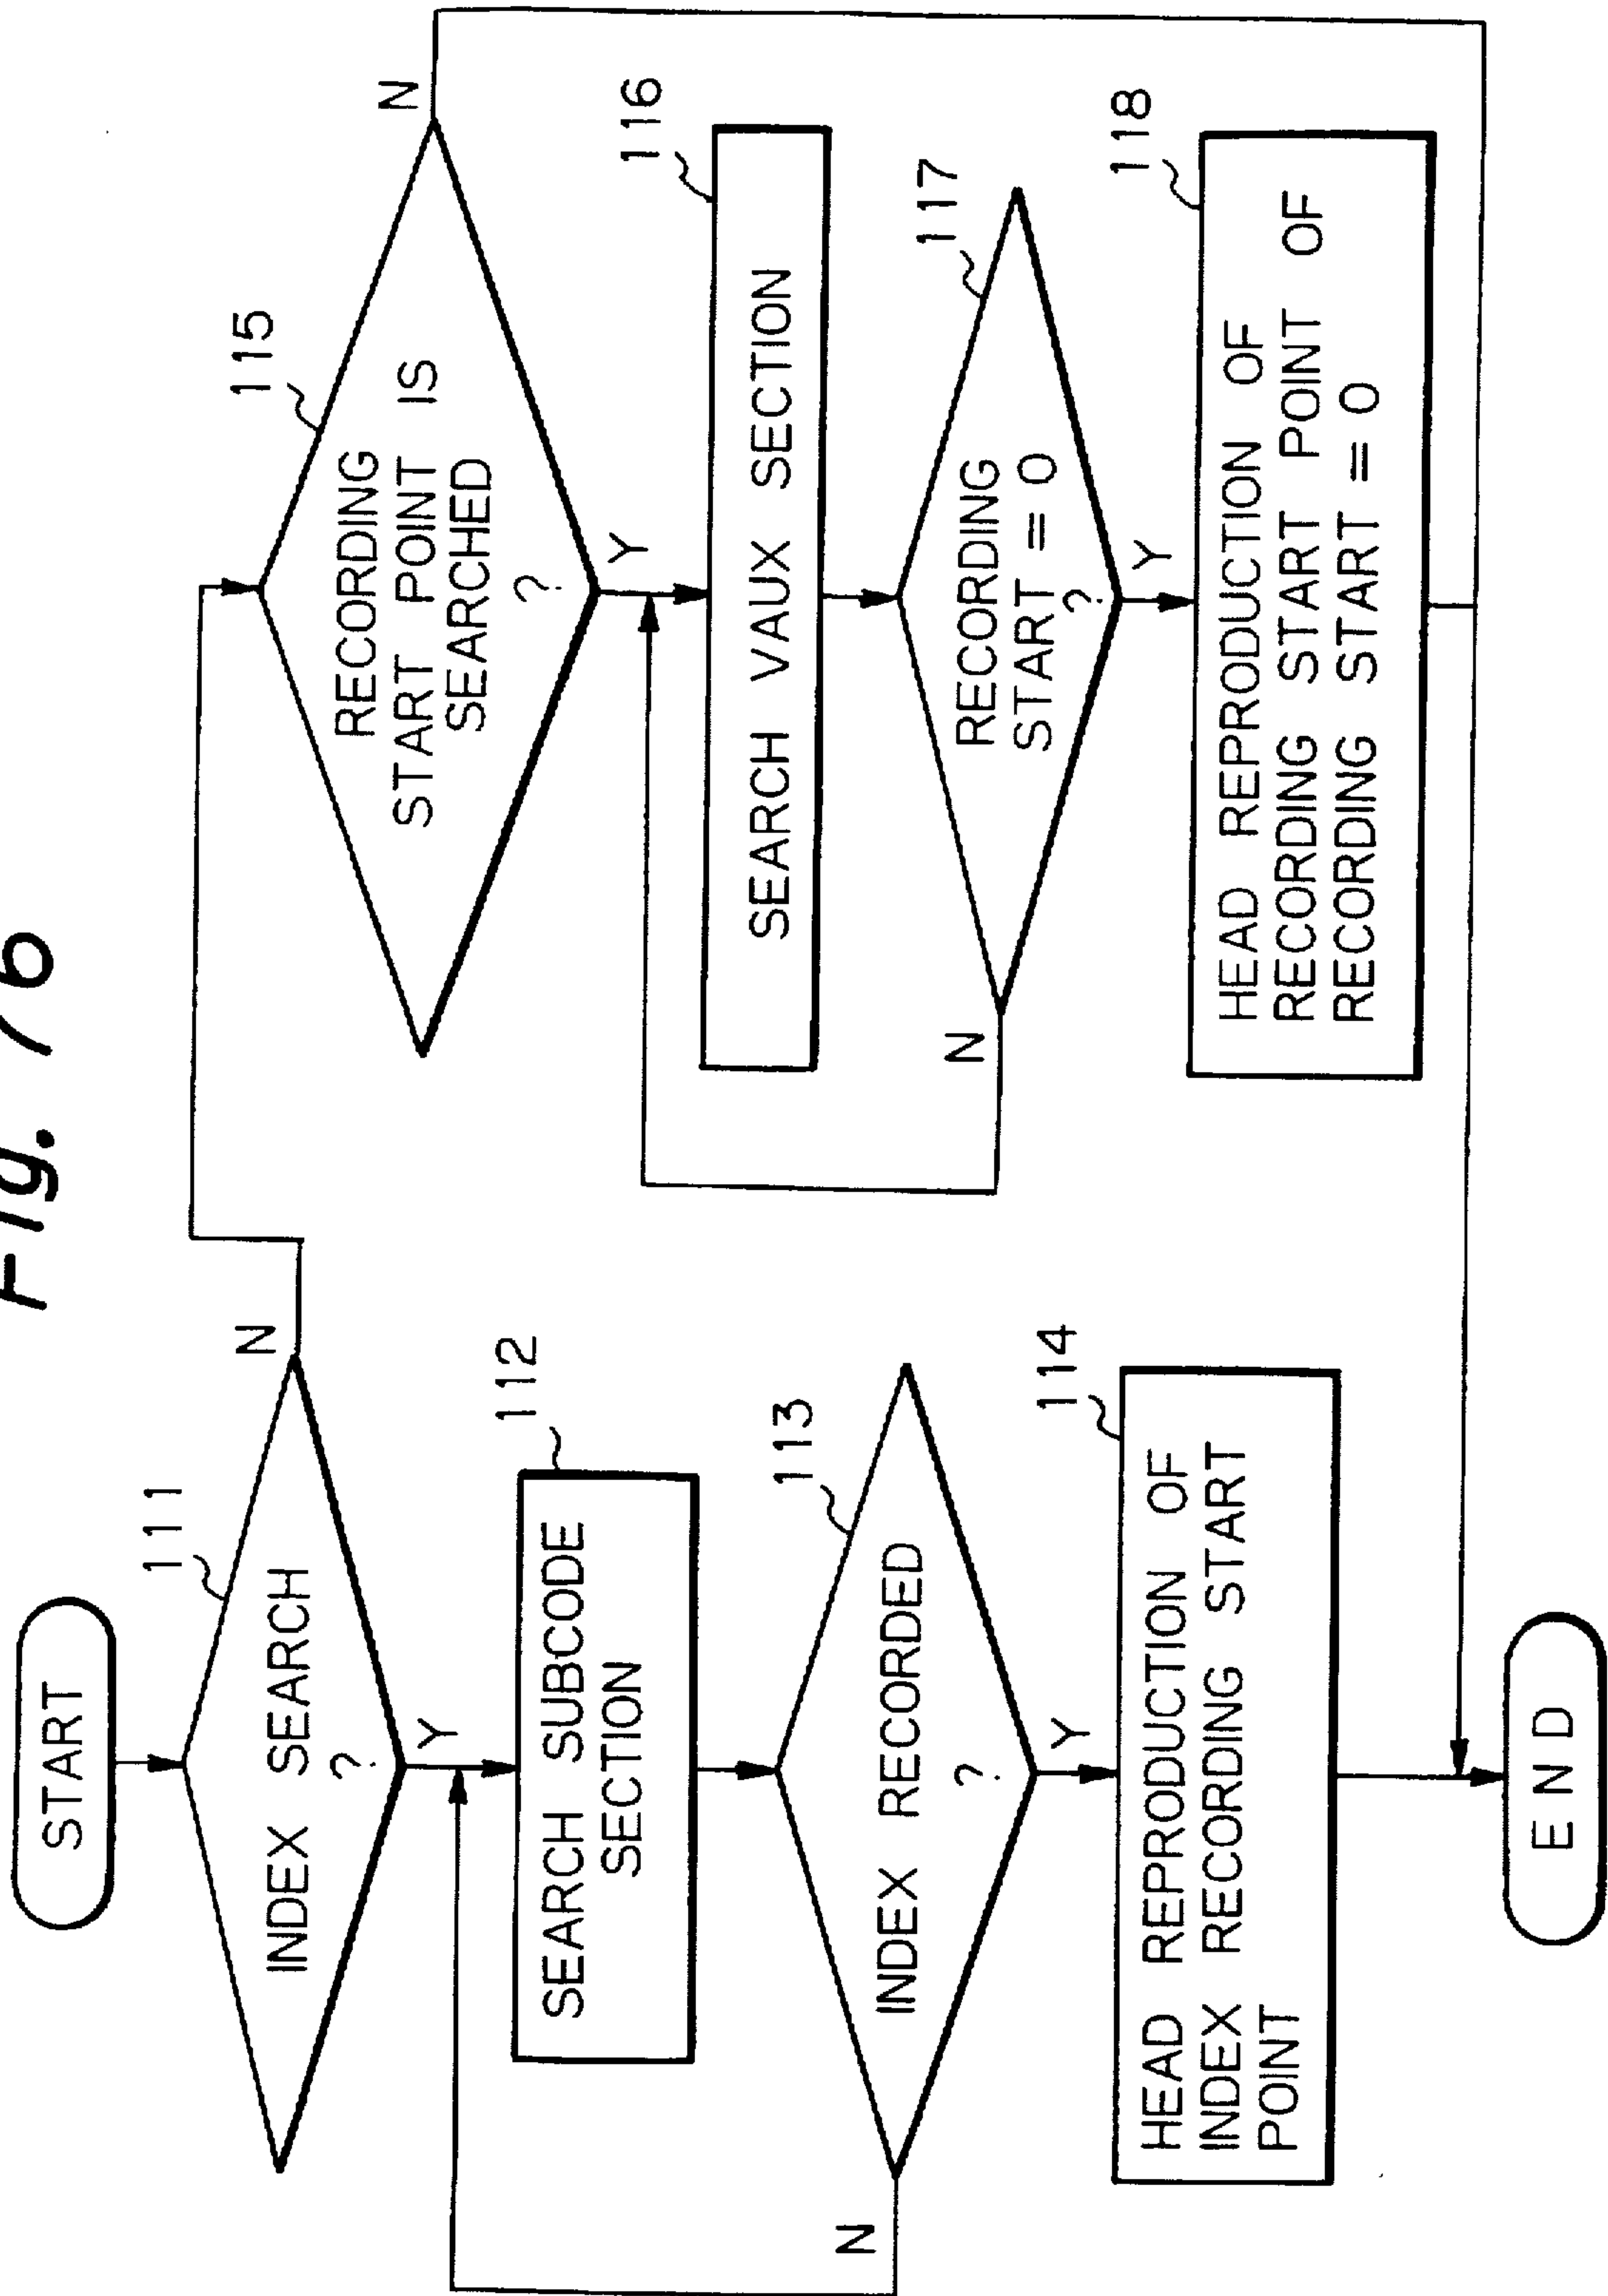 Fig. 76
START
111
INDEX SEARCH
?
N
Y
112
SEARCH SUBCODE
SECTION
113
INDEX RECORDED
?
N
Y
114
HEAD REPRODUCTION OF
INDEX RECORDING START
POINT
END
115
RECORDING
START POINT IS
SEARCHED
?
N
Y
116
SEARCH VAUX SECTION
117
RECORDING
START = 0
?
N
Y
118
HEAD REPRODUCTION OF
RECORDING START POINT OF
RECORDING START = 0